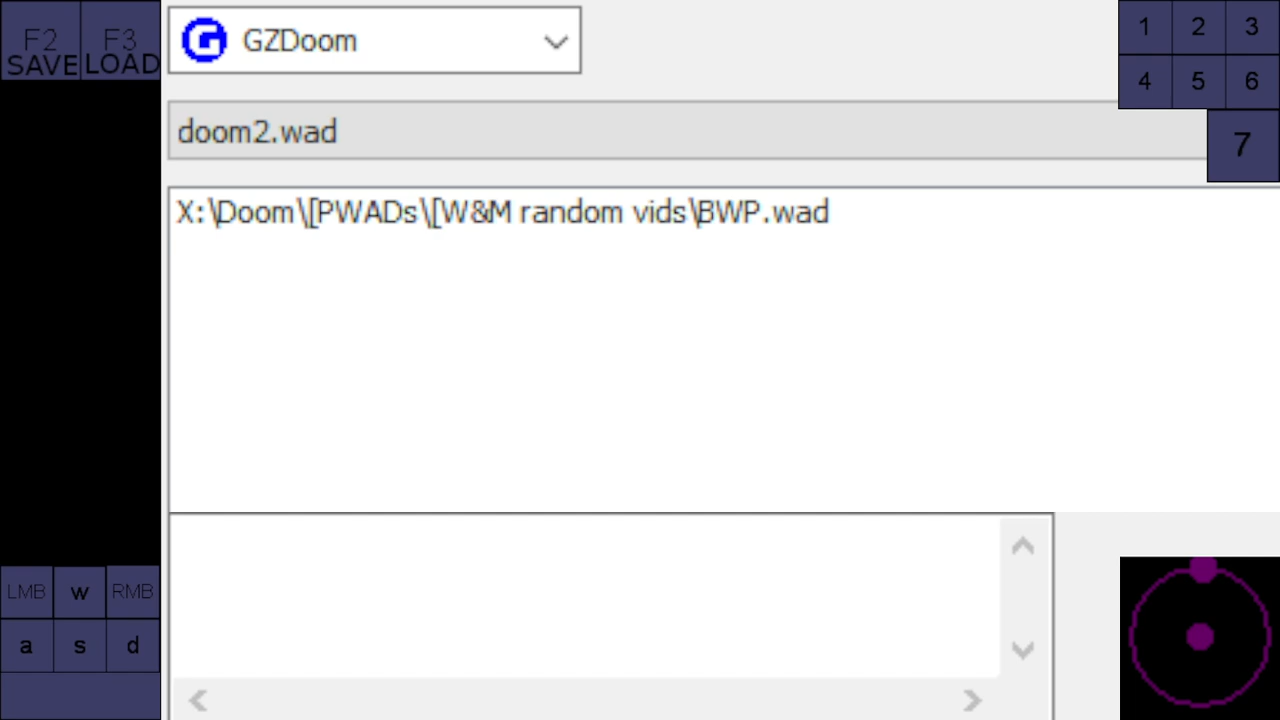 F2 F3
SAVE LOAD
GZDoom
1 2 3
4 5 6
7
doom2.wad
X:\Doom\[PWADs\[W&M random vids\BWP.wad
LMB w RMB
a s d